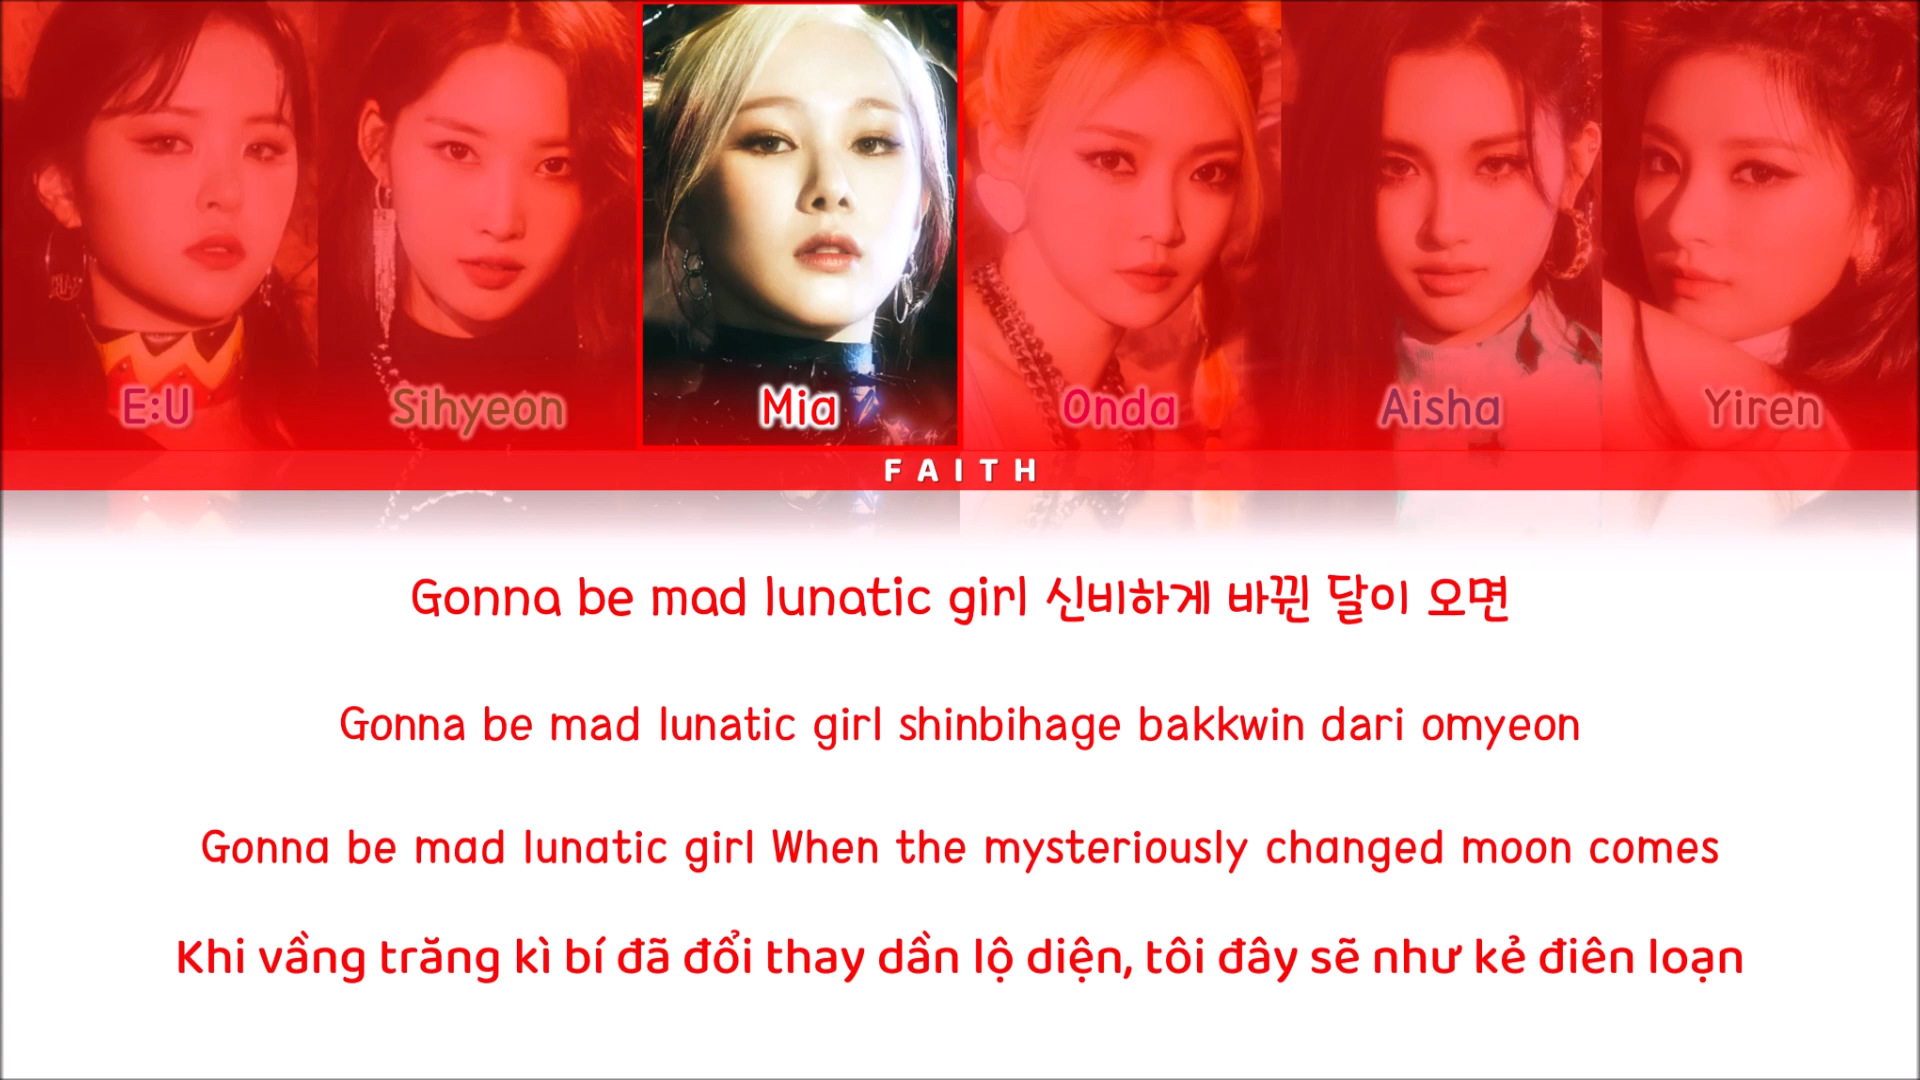 E:U Sihyeon Mia Onda Aisha Yiren
FAITH
Gonna be mad lunatic girl 신비하게 바뀐 달이 오면
Gonna be mad lunatic girl shinbihage bakkwin dari omyeon
Gonna be mad lunatic girl When the mysteriously changed moon comes
Khi vầng trăng kì bí đã đổi thay dần lộ diện, tôi đây sẽ như kẻ điên loạn